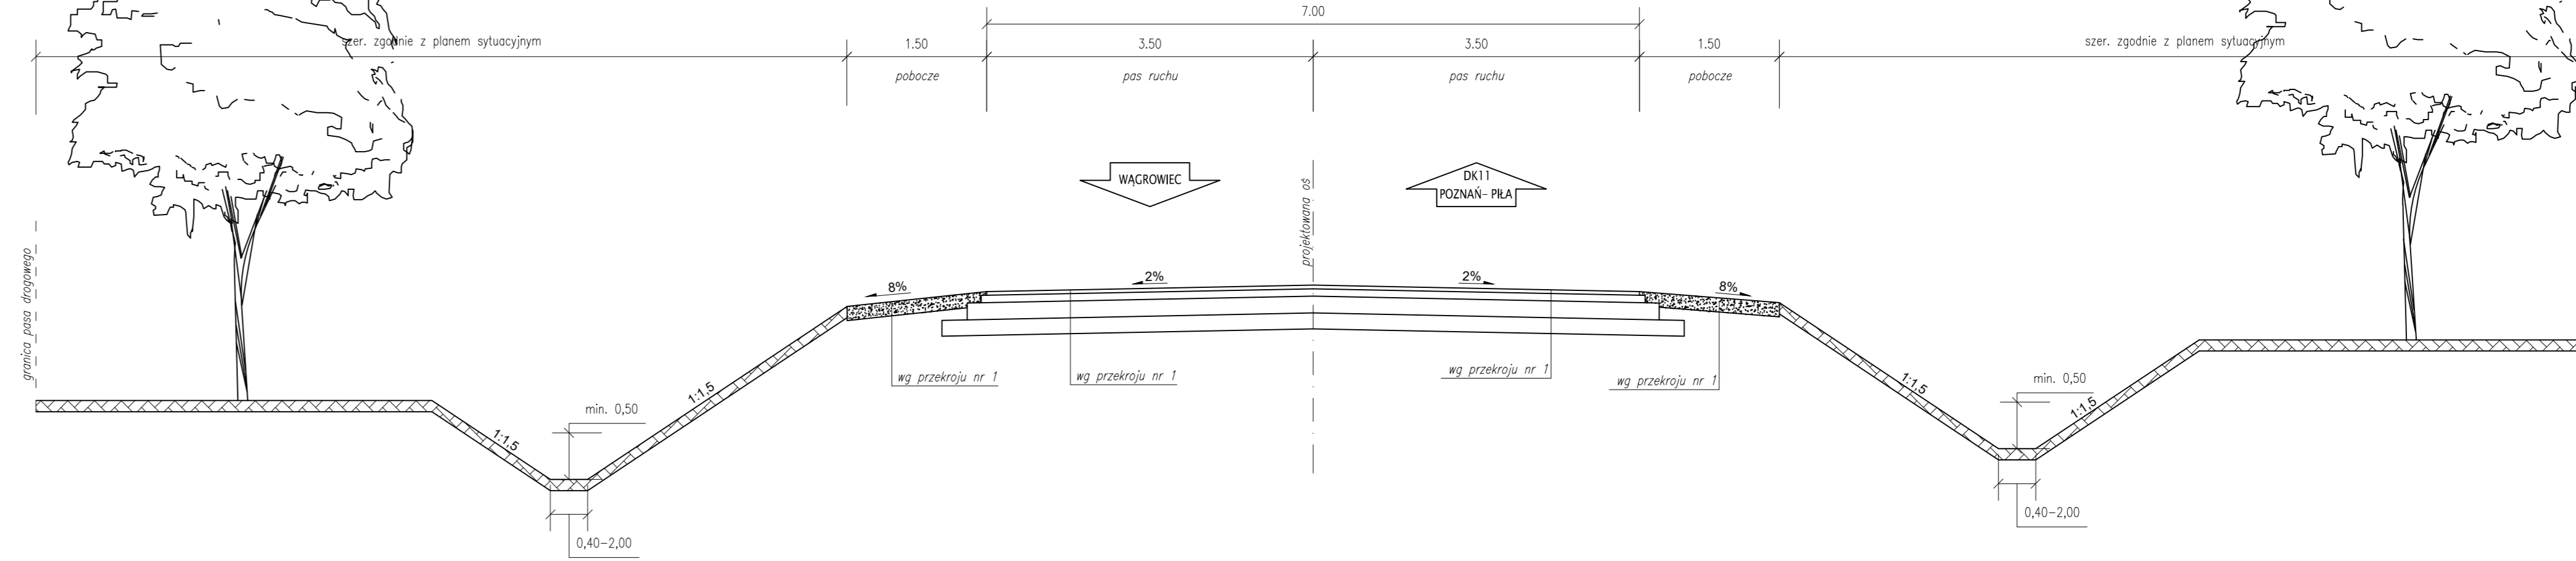 7.00
szer. zgodnie z planem sytuacyjnym
1.50
3.50
3.50
1.50
szer. zgodnie z planem sytuacyjnym
pobocze
pas ruchu
pas ruchu
pobocze
WĄGROWIEC
DK11
POZNAŃ- PIŁA
projektowana oś
granica pasa drogowego
8%
2%
2%
8%
wg przekroju nr 1
wg przekroju nr 1
wg przekroju nr 1
wg przekroju nr 1
1:1,5
min. 0,50
1:1,5
1:1,5
min. 0,50
1:1,5
0,40-2,00
0,40-2,00